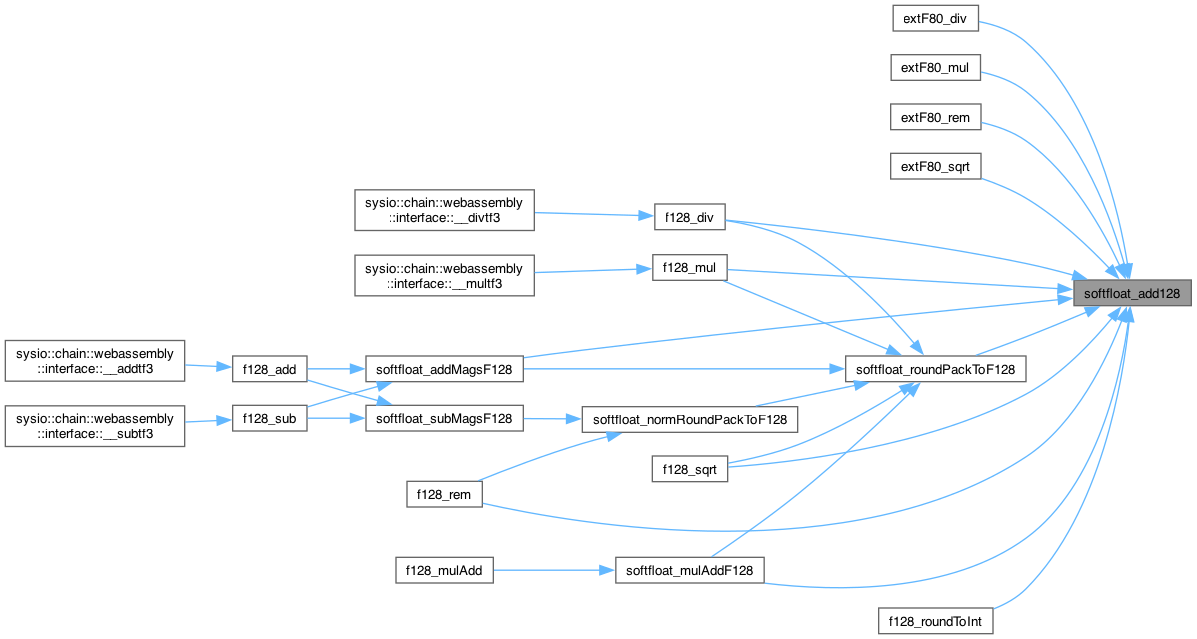 extF80_div
extF80_mul
extF80_rem
extF80_sqrt
sysio::chain::webassembly
::interface::__divtf3
f128_div
sysio::chain::webassembly
::interface::__multf3
f128_mul
softfloat_add128
sysio::chain::webassembly
::interface::__addtf3
f128_add
softfloat_addMagsF128
softfloat_roundPackToF128
sysio::chain::webassembly
::interface::__subtf3
f128_sub
softfloat_subMagsF128
softfloat_normRoundPackToF128
f128_sqrt
f128_rem
f128_mulAdd
softfloat_mulAddF128
f128_roundToInt